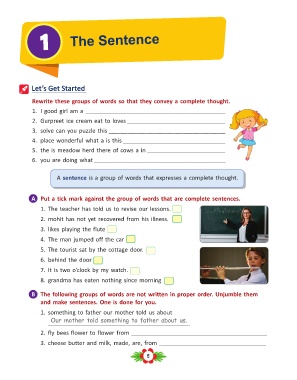 1
The Sentence
Let's Get Started
Rewrite these groups of words so that they convey a complete thought.
1. I good girl am a
2. Gurpreet ice cream eat to loves
3. solve can you puzzle this
4. place wonderful what a is this
5. the is meadow herd there of cows a in
6. you are doing what
A sentence is a group of words that expresses a complete thought.
A Put a tick mark against the group of words that are complete sentences.
1. The teacher has told us to revise our lessons.
2. mohit has not yet recovered from his illness.
3. likes playing the flute
4. The man jumped off the car
5. The tourist sat by the cottage door.
6. behind the door
7. It is two o'clock by my watch.
8. grandma has eaten nothing since morning
B The following groups of words are not written in proper order. Unjumble them
and make sentences. One is done for you.
1. something to father our mother told us about
Our mother told something to father about us.
2. fly bees flower to flower from
3. cheese butter and milk, made, are, from